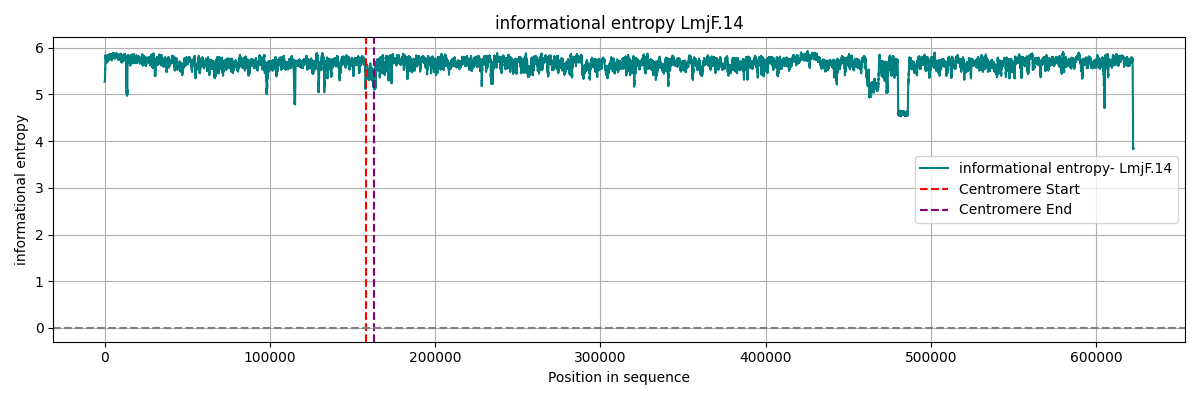 informational entropy LmjF.14
informational entropy
6
5
4
3
2
1
0
informational entropy- LmjF.14
Centromere Start
Centromere End
0
100000
200000
300000
400000
500000
600000
Position in sequence